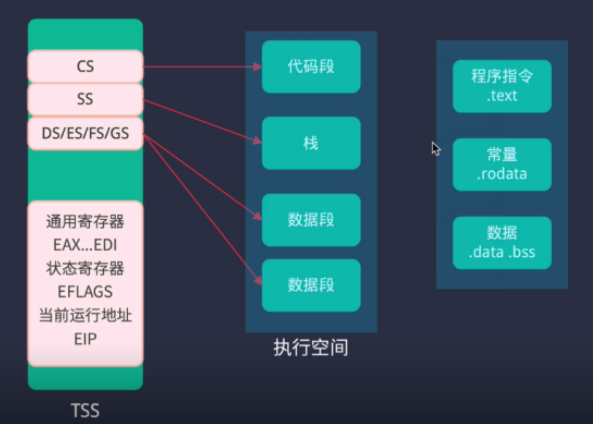 CS
SS
DS/ES/FS/GS
通用寄存器
EAX...EDI
状态寄存器
EFLAGS
当前运行地址
EIP
TSS
代码段
栈
数据段
数据段
执行空间
程序指令
.text
常量
.rodata
数据
.data .bss